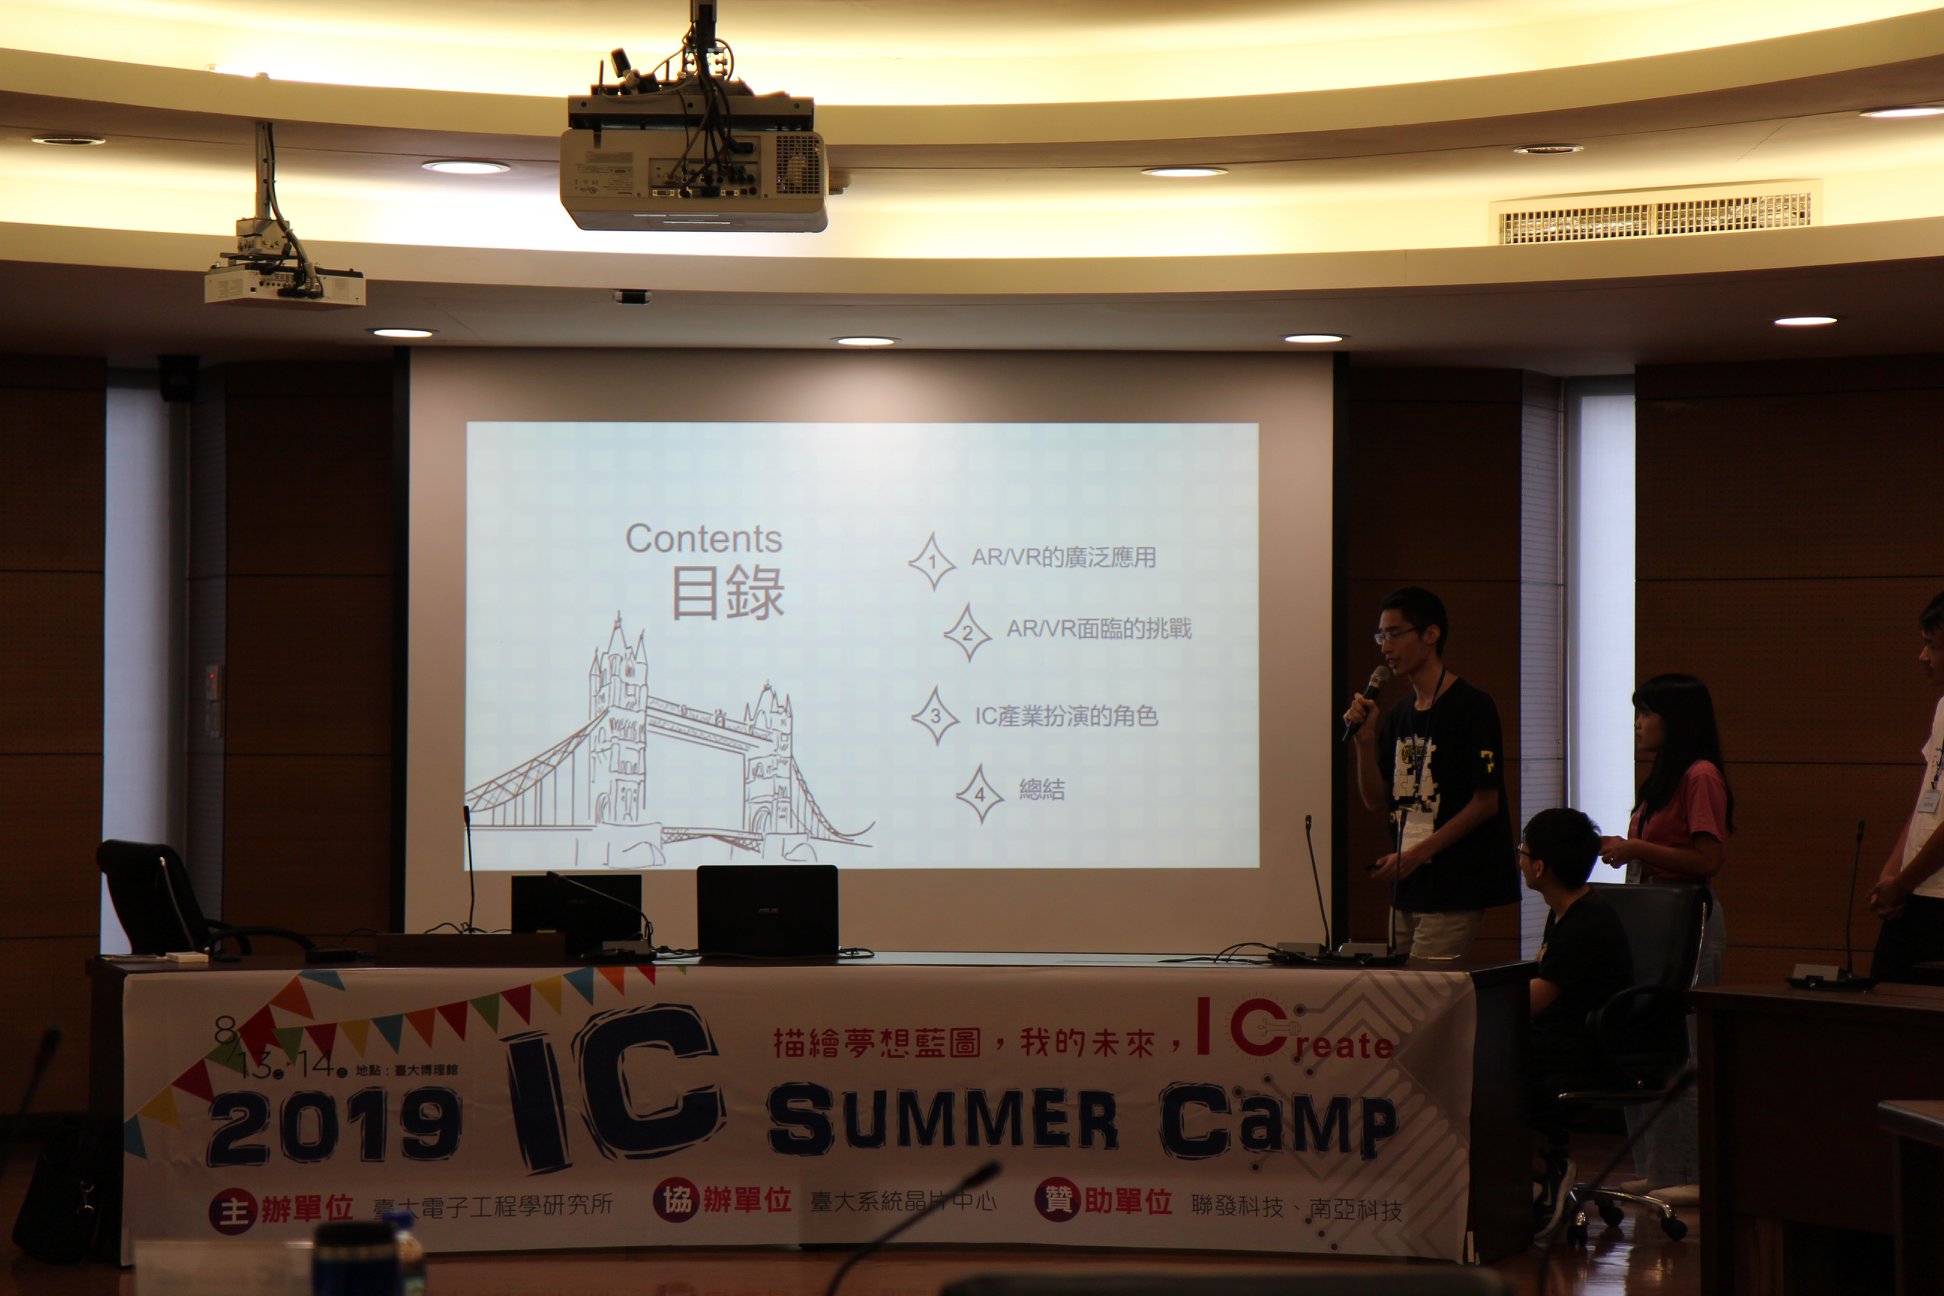 Contents
目錄
1 AR/VR的廣泛應用
2 AR/VR面臨的挑戰
3 IC產業扮演的角色
4 總結
ASUS
8/13.14. 地點：臺大博理館
描繪夢想藍圖，我的未來，ICreate
2019 IC SUMMER CAMP
主辦單位 臺大電子工程學研究所 協辦單位 臺大系統晶片中心 贊助單位 聯發科技、南亞科技